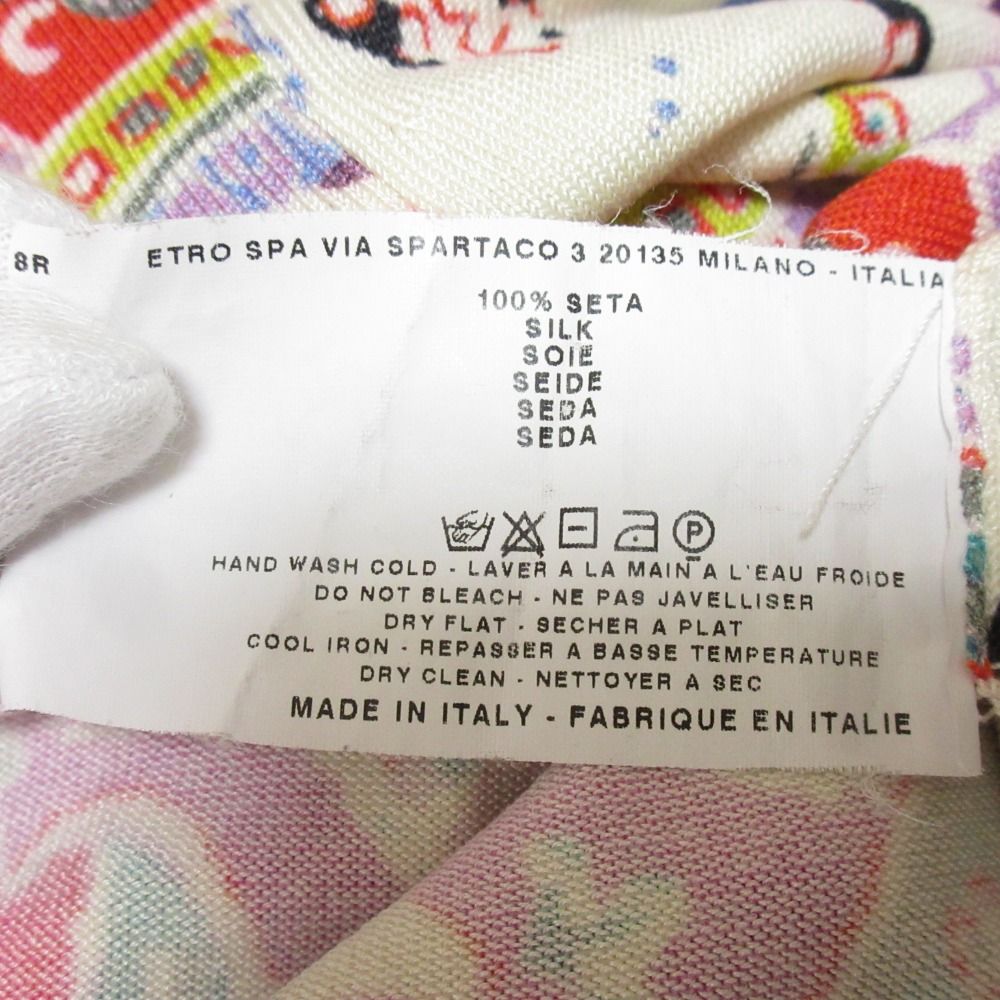 8R
ETRO SPA VIA SPARTACO 3 20135 MILANO - ITALIA
100% SETA
SILK
SOIE
SEIDE
SEDA
SEDA
P
HAND WASH COLD - LAVER A LA MAIN A L'EAU FROIDE
DO NOT BLEACH - NE PAS JAVELLISER
DRY FLAT - SECHER A PLAT
COOL IRON - REPASSER A BASSE TEMPERATURE
DRY CLEAN - NETTOYER A SEC
MADE IN ITALY - FABRIQUE EN ITALIE